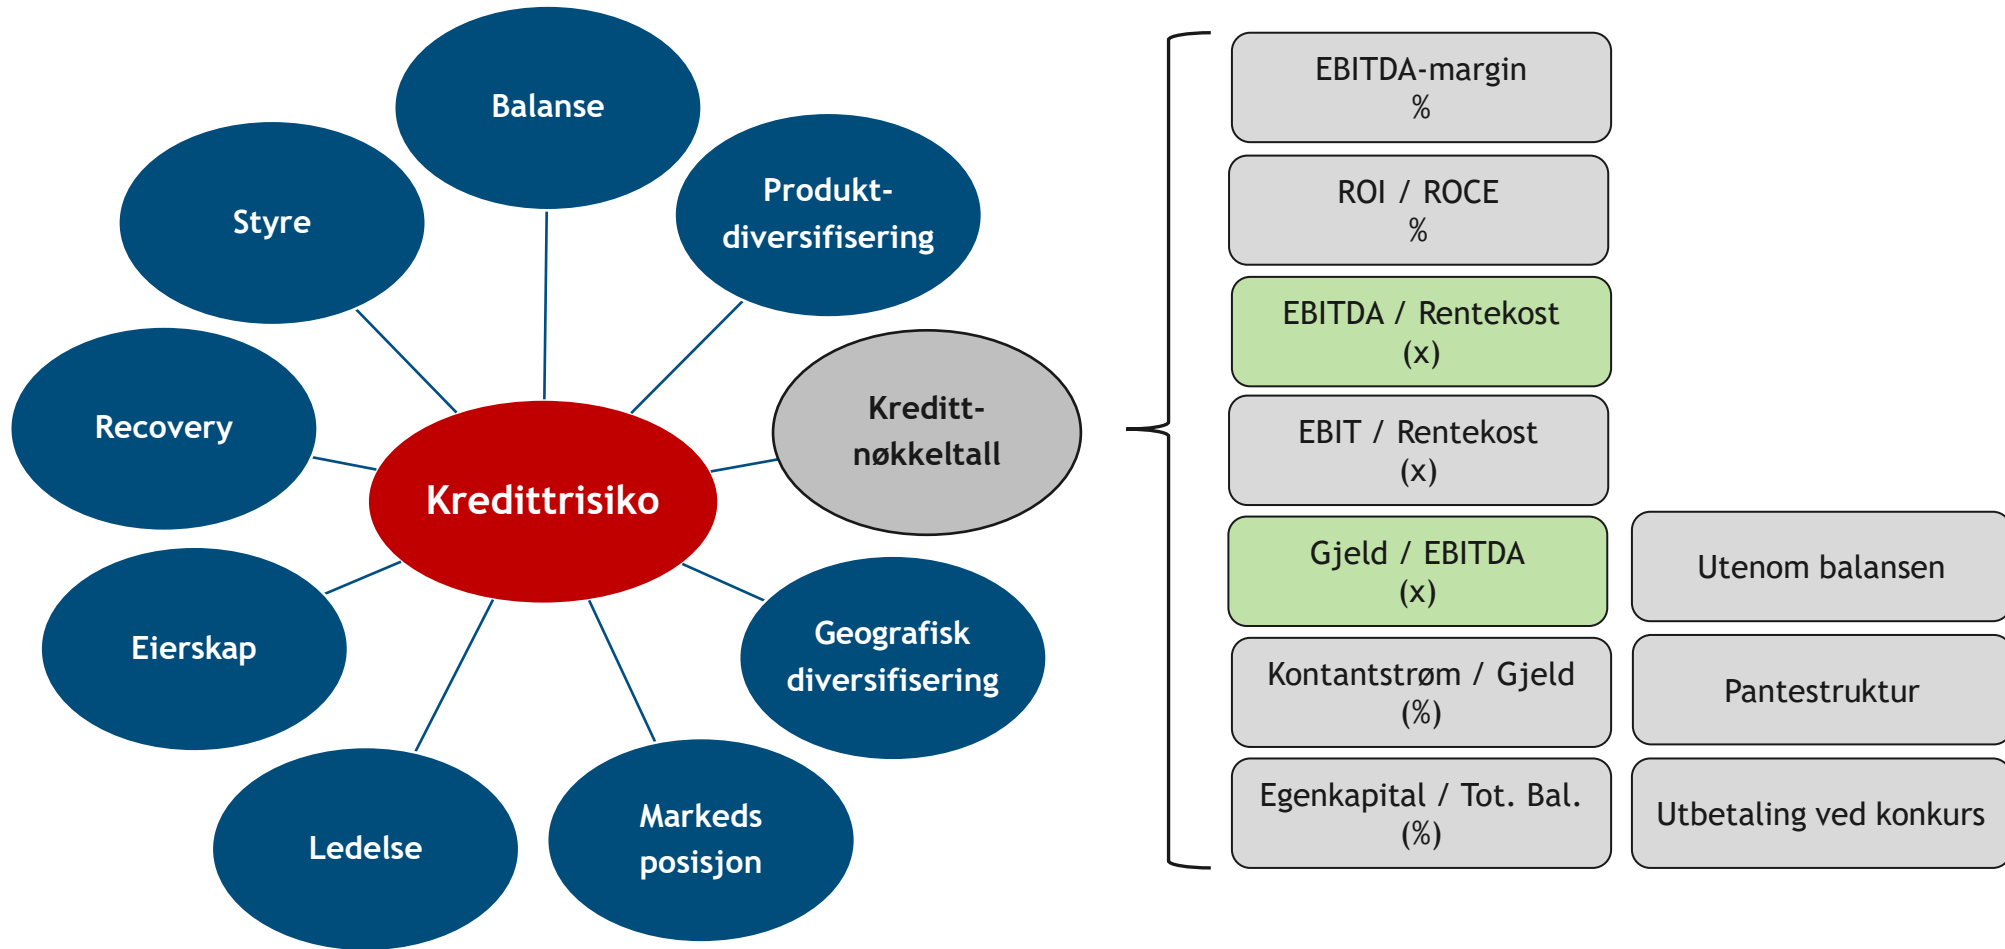 Balanse
Produkt-
diversifisering
Styre
Kreditt-
nøkkeltall
Recovery
Kredittrisiko
Geografisk
diversifisering
Eierskap
Markeds
posisjon
Ledelse
EBITDA-margin
%
ROI / ROCE
%
EBITDA / Rentekost
(x)
EBIT / Rentekost
(x)
Gjeld / EBITDA
(x)
Utenom balansen
Kontantstrøm / Gjeld
(%)
Pantestruktur
Egenkapital / Tot. Bal.
(%)
Utbetaling ved konkurs